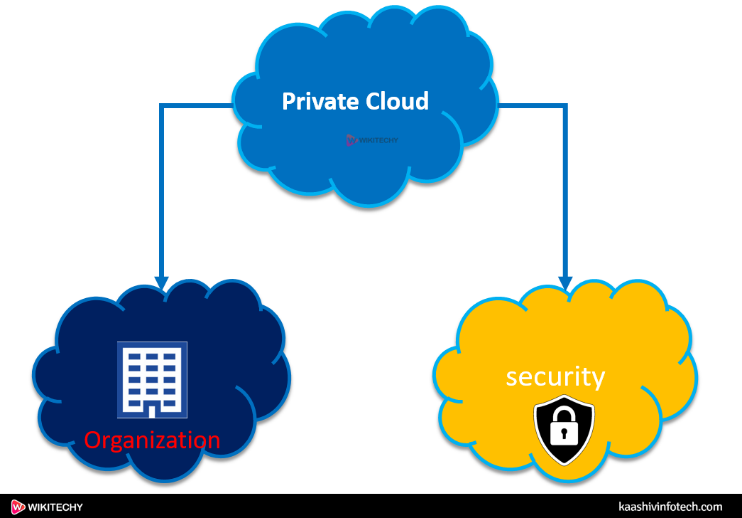 Private Cloud
WIKITECHY
Organization
security
WIKITECHY
kaashivinfotech.com